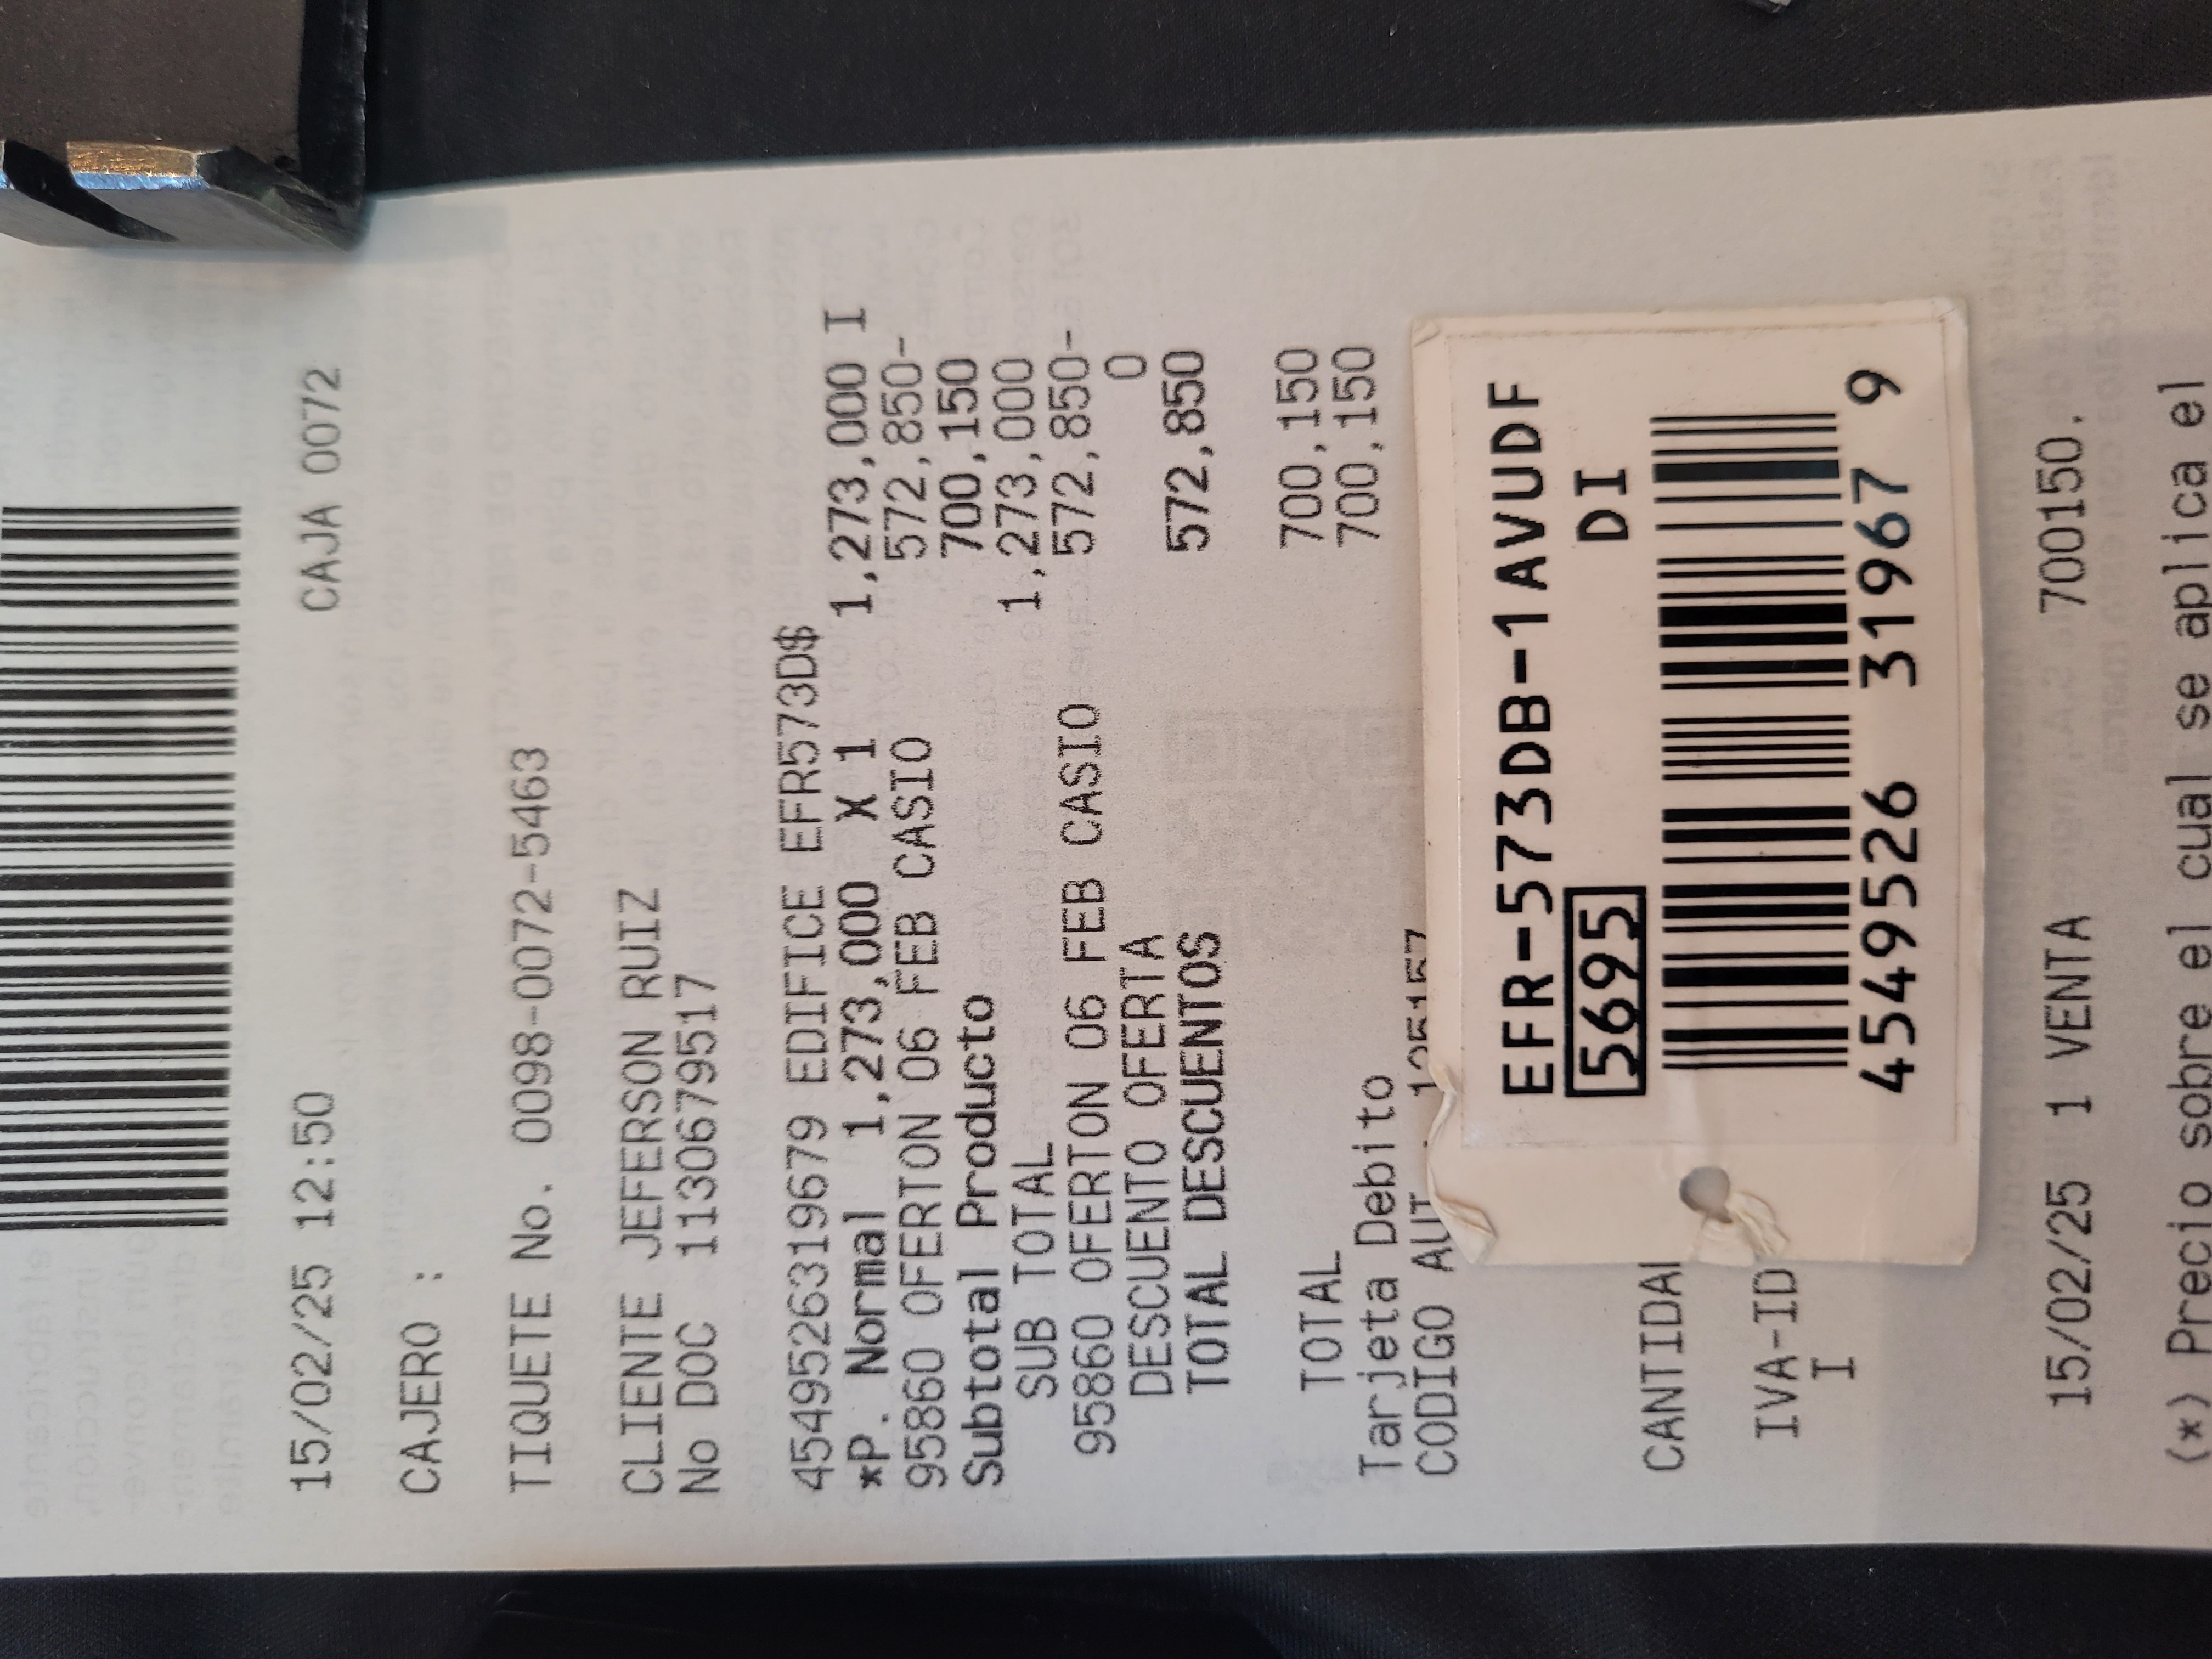 15/02/25 12:50 CAJA 0072
CAJERO :
TIQUETE No. 0098-0072-5463
CLIENTE JEFERSON RUIZ
No DOC 1130679517
4549526319679 EDIFICE EFR573D$
*P. Normal 1,273,000 X 1 1,273,000 I
95860 OFERTON 06 FEB CASIO 572,850-
Subtotal Producto 700,150
SUB TOTAL 1,273,000
95860 OFERTON 06 FEB CASIO 572,850-
DESCUENTO OFERTA 0
TOTAL DESCUENTOS 572,850
TOTAL 700,150
Tarjeta Debito 700,150
CODIGO AUT.
EFR-573DB-1AVUDF
5695 DI
4549526 31967 9
CANTIDA
IVA-ID
I
15/02/25 1 VENTA 700150.
(*) Precio sobre el cual se aplica el